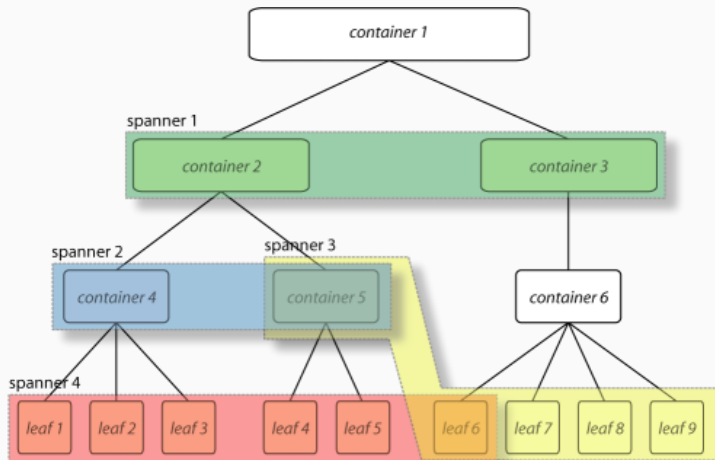 container 1
spanner 1
container 2
container 3
spanner 2
spanner 3
container 4
container 5
container 6
spanner 4
leaf 1
leaf 2
leaf 3
leaf 4
leaf 5
leaf 6
leaf 7
leaf 8
leaf 9